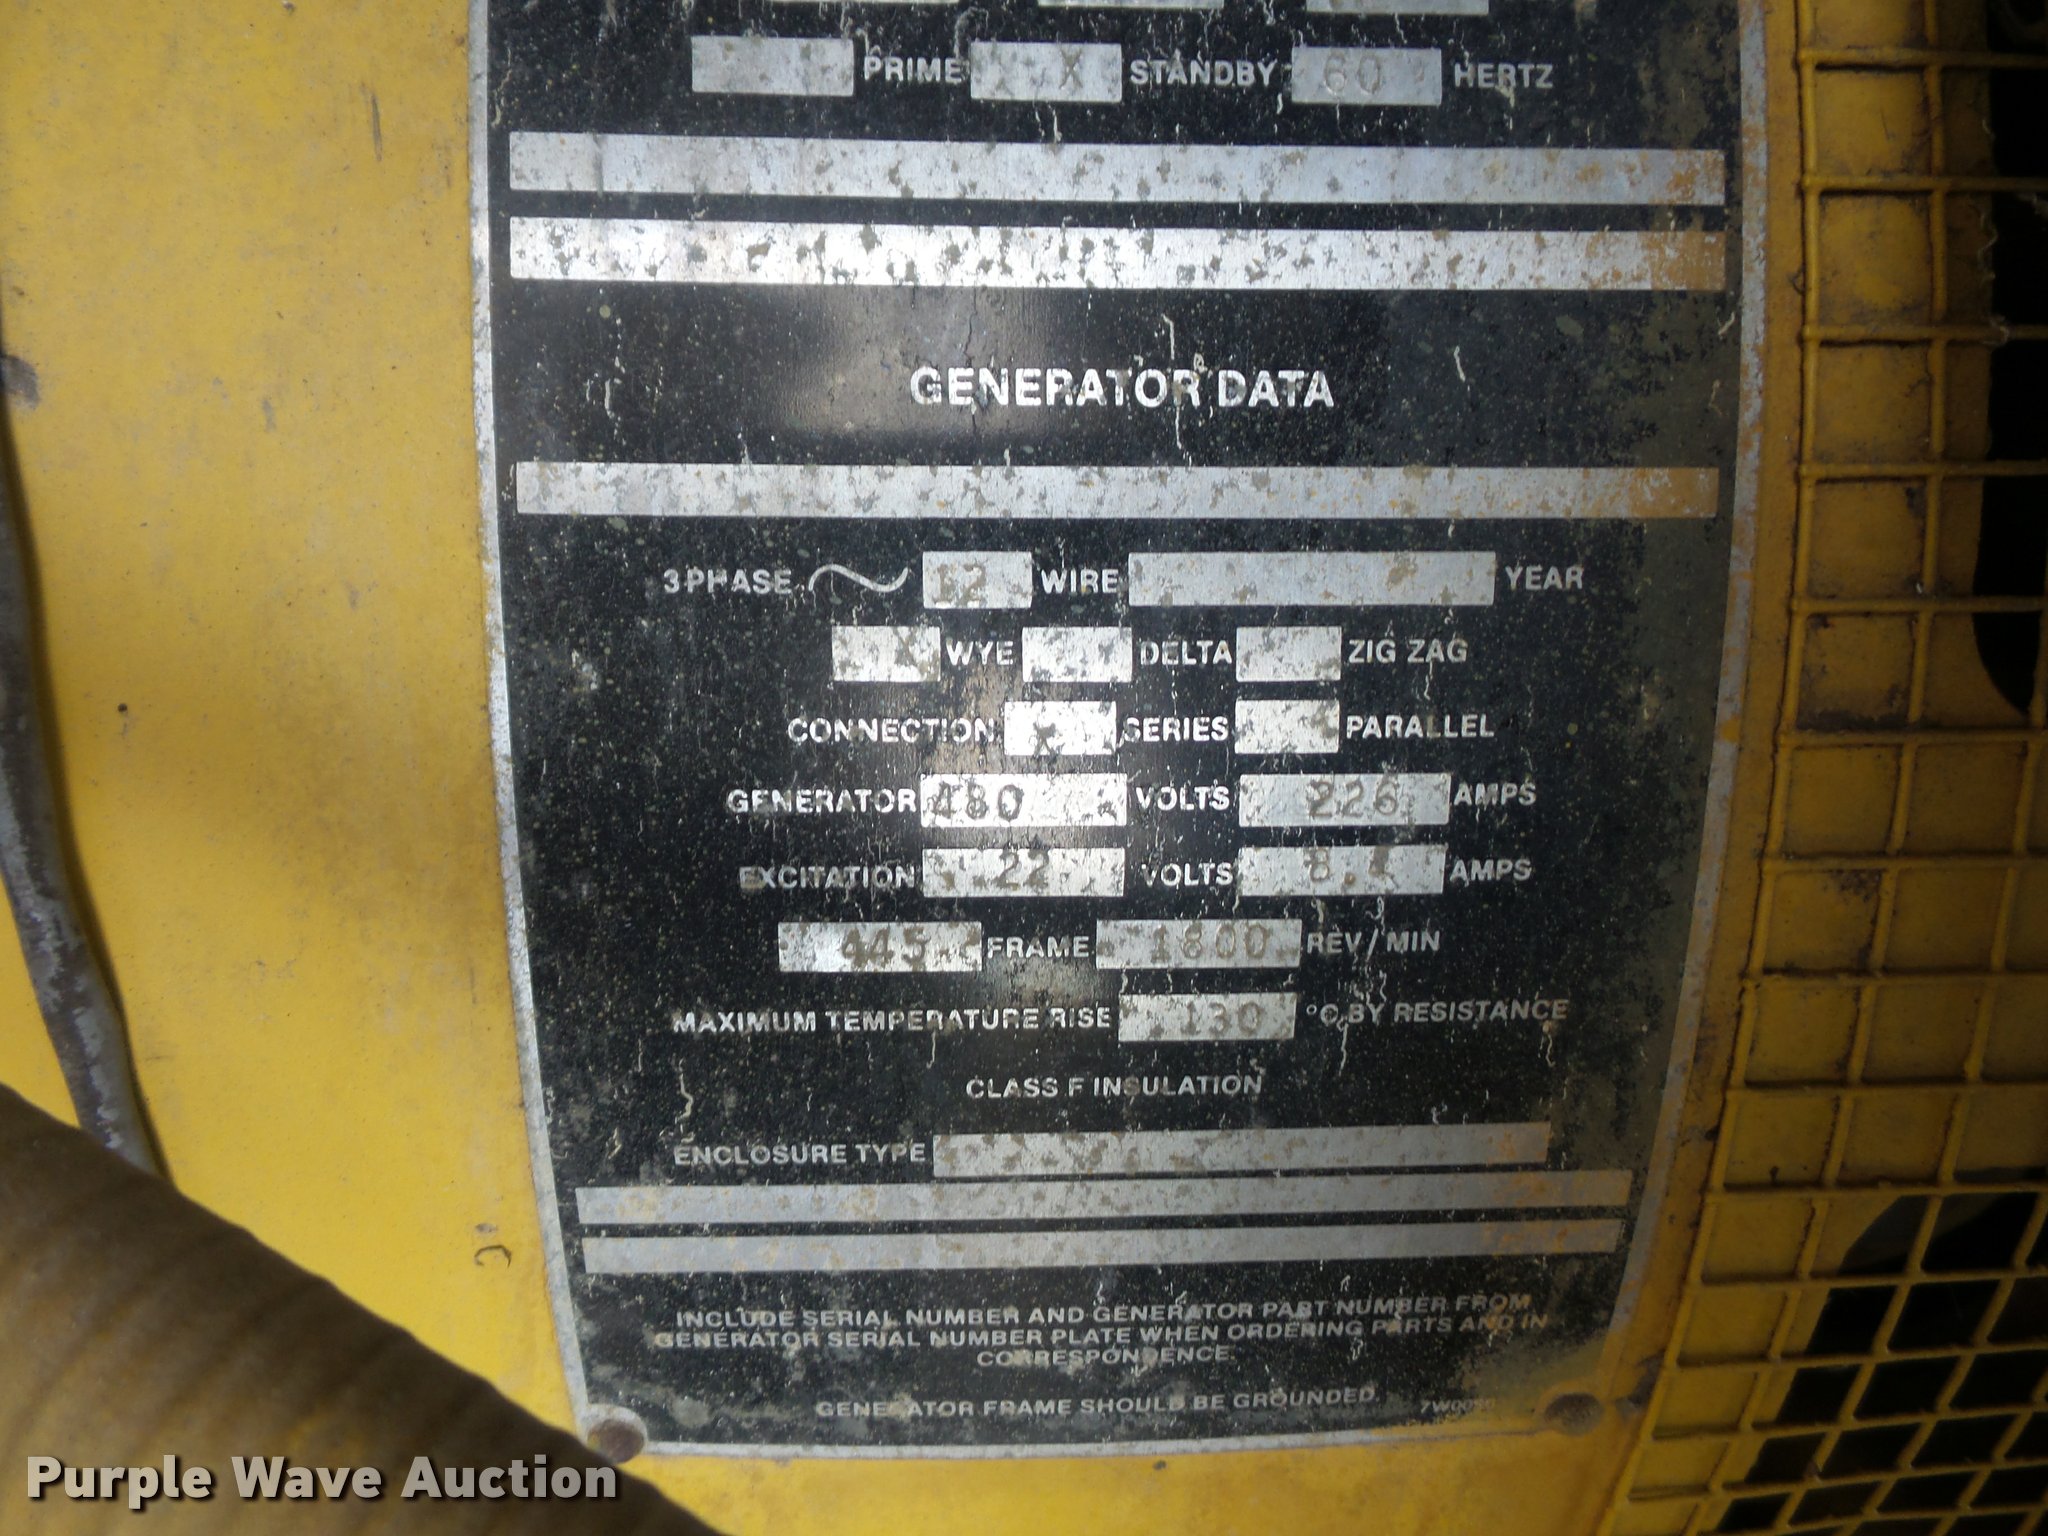 PRIME X STANDBY 60 HERTZ
GENERATOR DATA
3 PHASE 12 WIRE YEAR
X WYE DELTA ZIG ZAG
CONNECTION X SERIES PARALLEL
GENERATOR 480 VOLTS 226 AMPS
EXCITATION 22 VOLTS AMPS
445 FRAME 1800 REV / MIN
MAXIMUM TEMPERATURE RISE 130 °C BY RESISTANCE
CLASS F INSULATION
ENCLOSURE TYPE
INCLUDE SERIAL NUMBER AND GENERATOR PART NUMBER FROM
GENERATOR SERIAL NUMBER PLATE WHEN ORDERING PARTS AND IN
CORRESPONDENCE.
GENERATOR FRAME SHOULD BE GROUNDED.
Purple Wave Auction